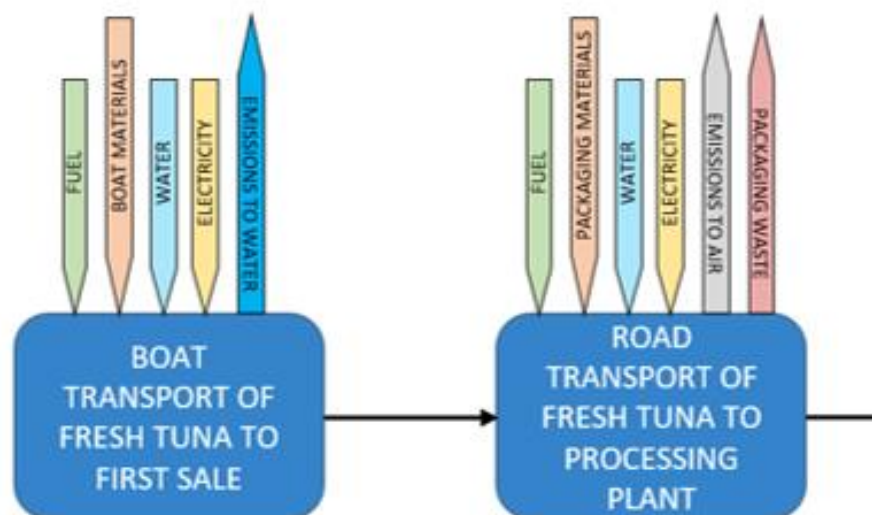 FUEL
BOAT MATERIALS
WATER
ELECTRICITY
EMISSIONS TO WATER
BOAT
TRANSPORT OF
FRESH TUNA TO
FIRST SALE
FUEL
PACKAGING MATERIALS
WATER
ELECTRICITY
EMISSIONS TO AIR
PACKAGING WASTE
ROAD
TRANSPORT OF
FRESH TUNA TO
PROCESSING
PLANT